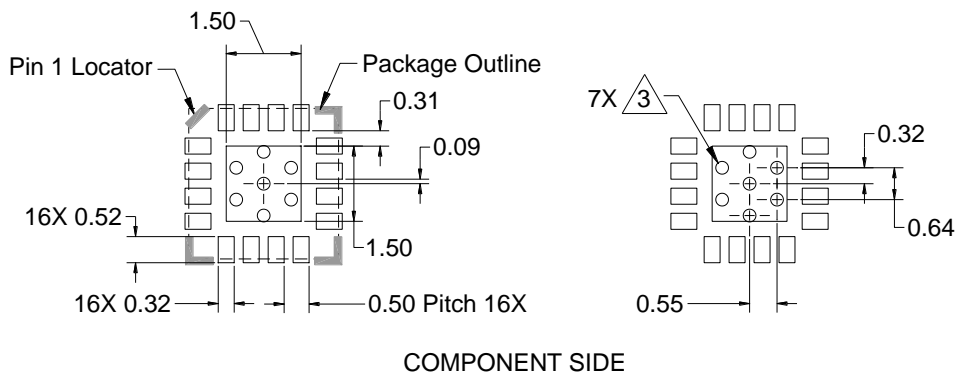 1.50
Pin 1 Locator
Package Outline
0.31
0.09
16X 0.52
1.50
16X 0.32
0.50 Pitch 16X
7X 3
0.32
0.64
0.55
COMPONENT SIDE